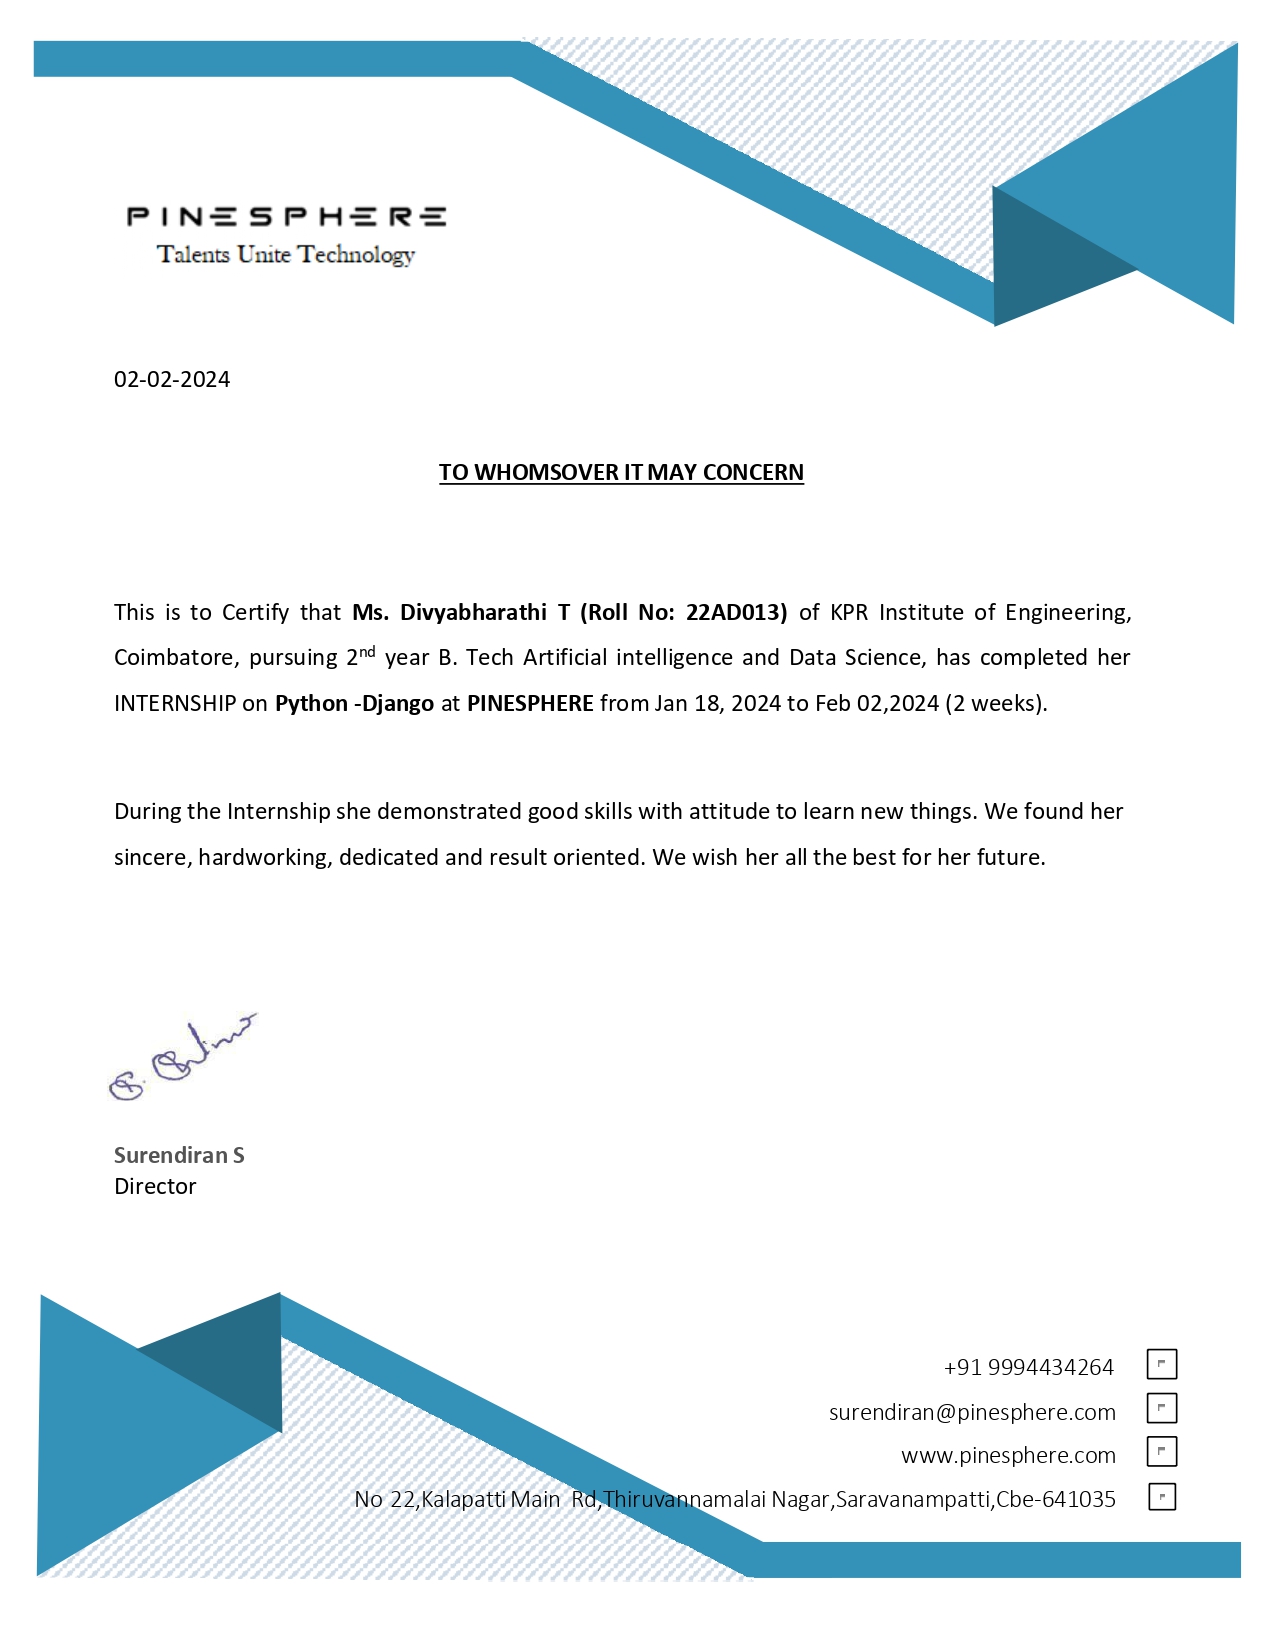 PINESPHERE
Talents Unite Technology
02-02-2024
TO WHOMSOVER IT MAY CONCERN
This is to Certify that Ms. Divyabharathi T (Roll No: 22AD013) of KPR Institute of Engineering,
Coimbatore, pursuing 2nd year B. Tech Artificial intelligence and Data Science, has completed her
INTERNSHIP on Python -Django at PINESPHERE from Jan 18, 2024 to Feb 02,2024 (2 weeks).
During the Internship she demonstrated good skills with attitude to learn new things. We found her
sincere, hardworking, dedicated and result oriented. We wish her all the best for her future.
Surendiran S
Director
+91 9994434264
surendiran@pinesphere.com
www.pinesphere.com
No 22,Kalapatti Main Rd,Thiruvannamalai Nagar,Saravanampatti,Cbe-641035